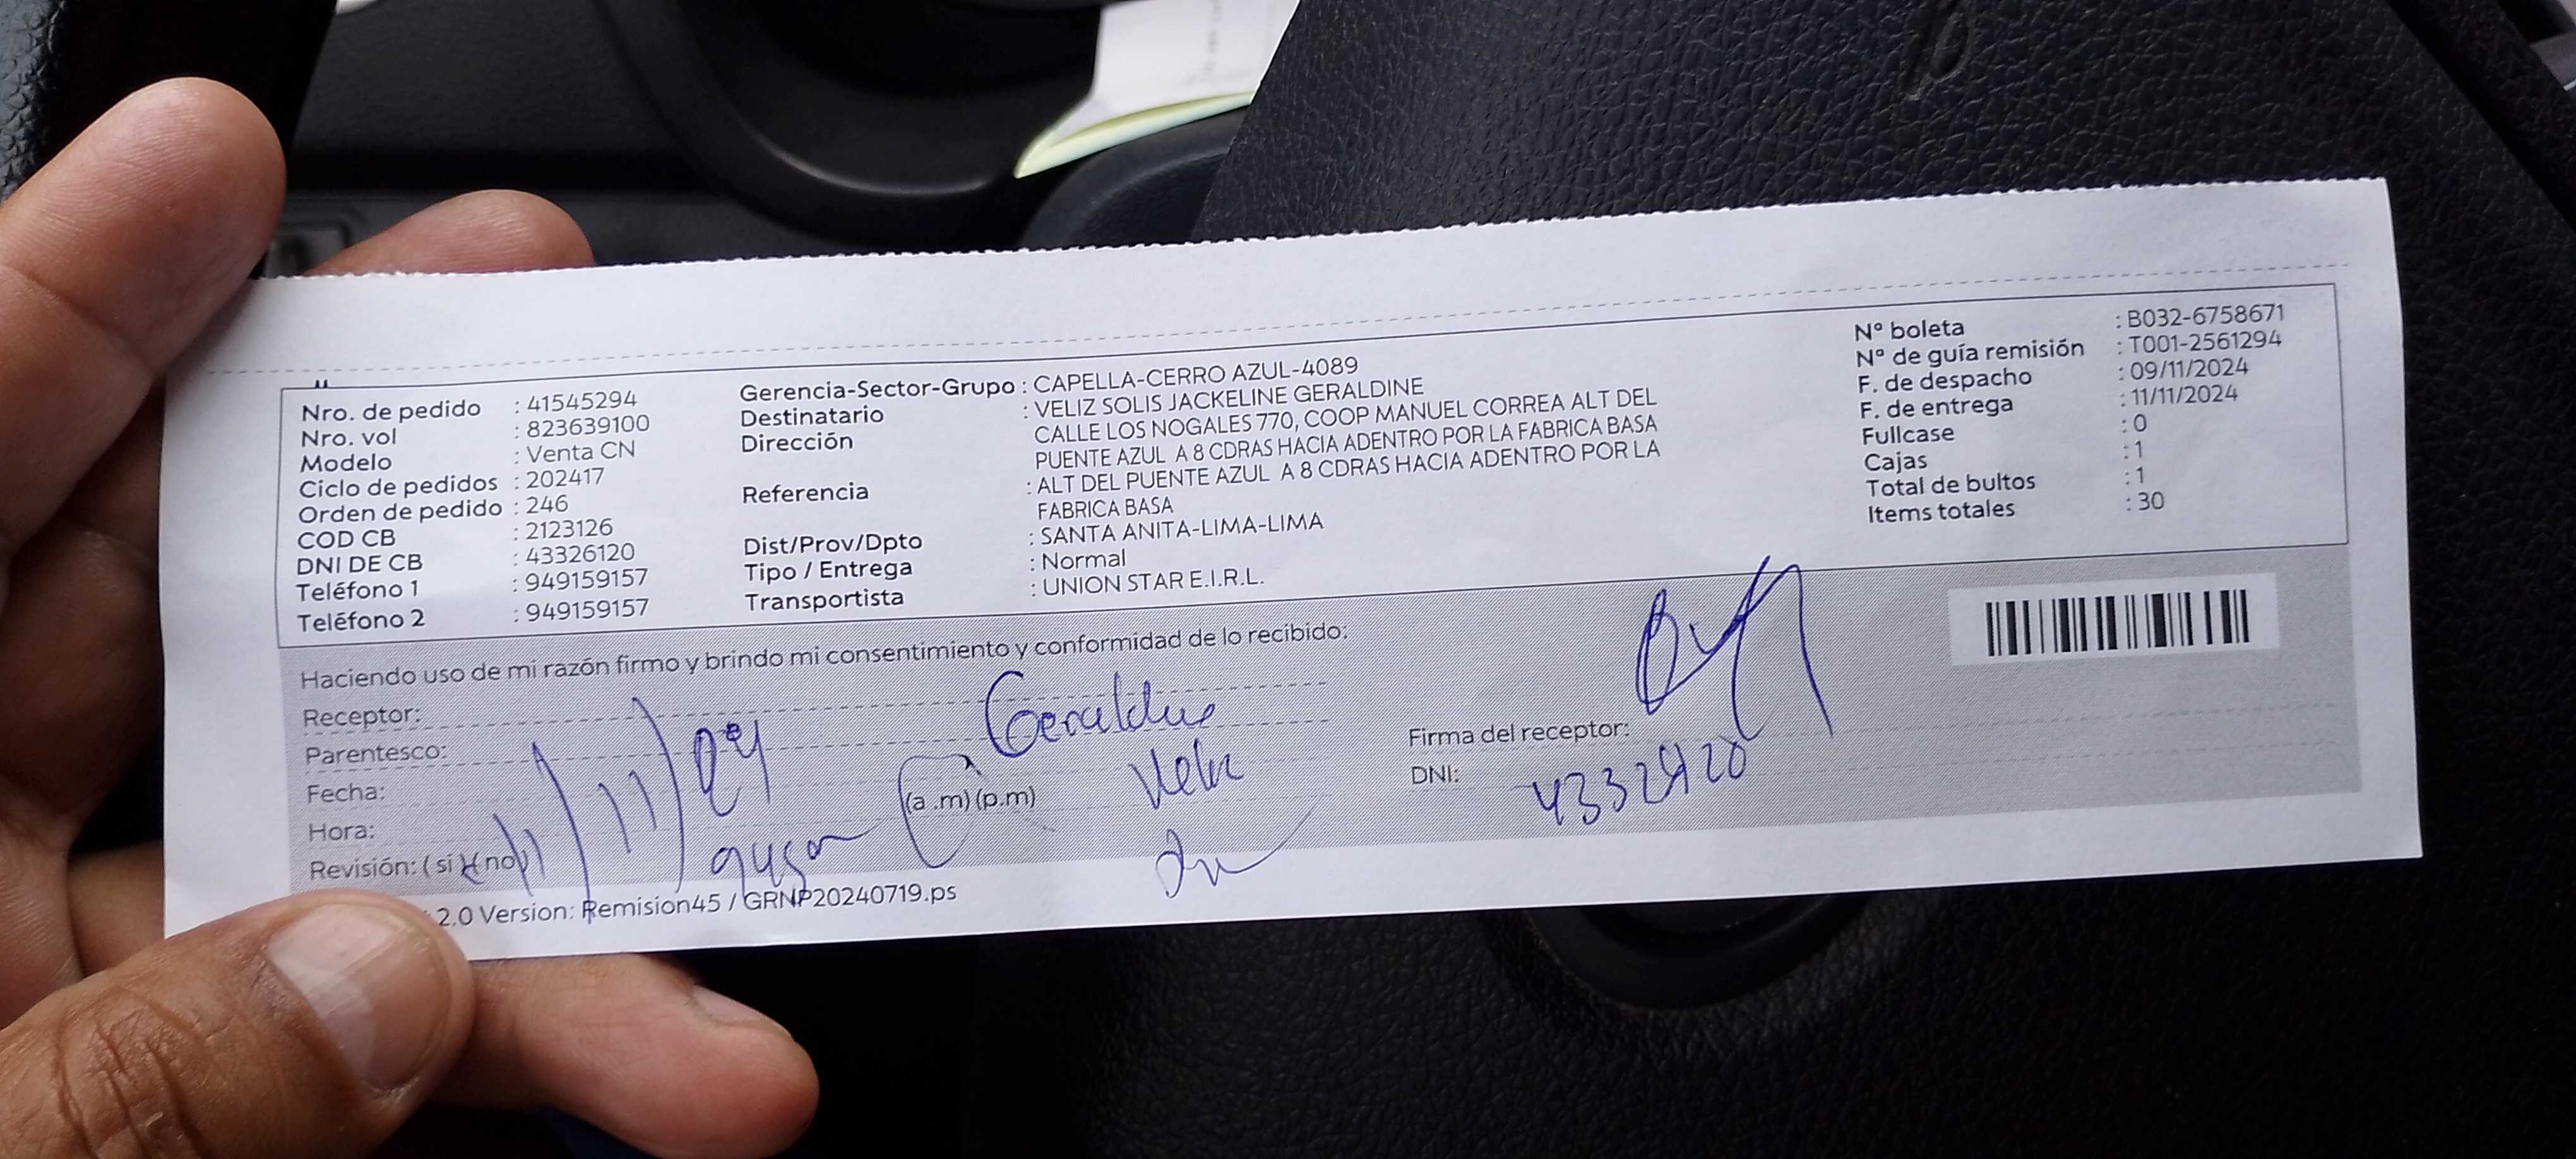 Nro. de pedido : 41545294
Nro. vol : 823639100
Modelo : Venta CN
Ciclo de pedidos : 202417
Orden de pedido : 246
COD CB : 2123126
DNI DE CB : 43326120
Teléfono 1 : 949159157
Teléfono 2 : 949159157
Gerencia-Sector-Grupo : CAPELLA-CERRO AZUL-4089
Destinatario : VELIZ SOLIS JACKELINE GERALDINE
Dirección CALLE LOS NOGALES 770, COOP MANUEL CORREA ALT DEL
PUENTE AZUL A 8 CDRAS HACIA ADENTRO POR LA FABRICA BASA
Referencia : ALT DEL PUENTE AZUL A 8 CDRAS HACIA ADENTRO POR LA
FABRICA BASA
Dist/Prov/Dpto : SANTA ANITA-LIMA-LIMA
Tipo / Entrega : Normal
Transportista : UNION STAR E.I.R.L.
Nº boleta : B032-6758671
Nº de guía remisión : T001-2561294
F. de despacho : 09/11/2024
F. de entrega : 11/11/2024
Fullcase : 0
Cajas : 1
Total de bultos : 1
Items totales : 30
Haciendo uso de mi razón firmo y brindo mi consentimiento y conformidad de lo recibido:
Receptor:
Parentesco:
Fecha:
Hora: (a .m) (p.m)
Revisión: ( si ) ( no )
11/11/24
Firma del receptor:
DNI:
2.0 Version: Remision45 / GRNP20240719.ps